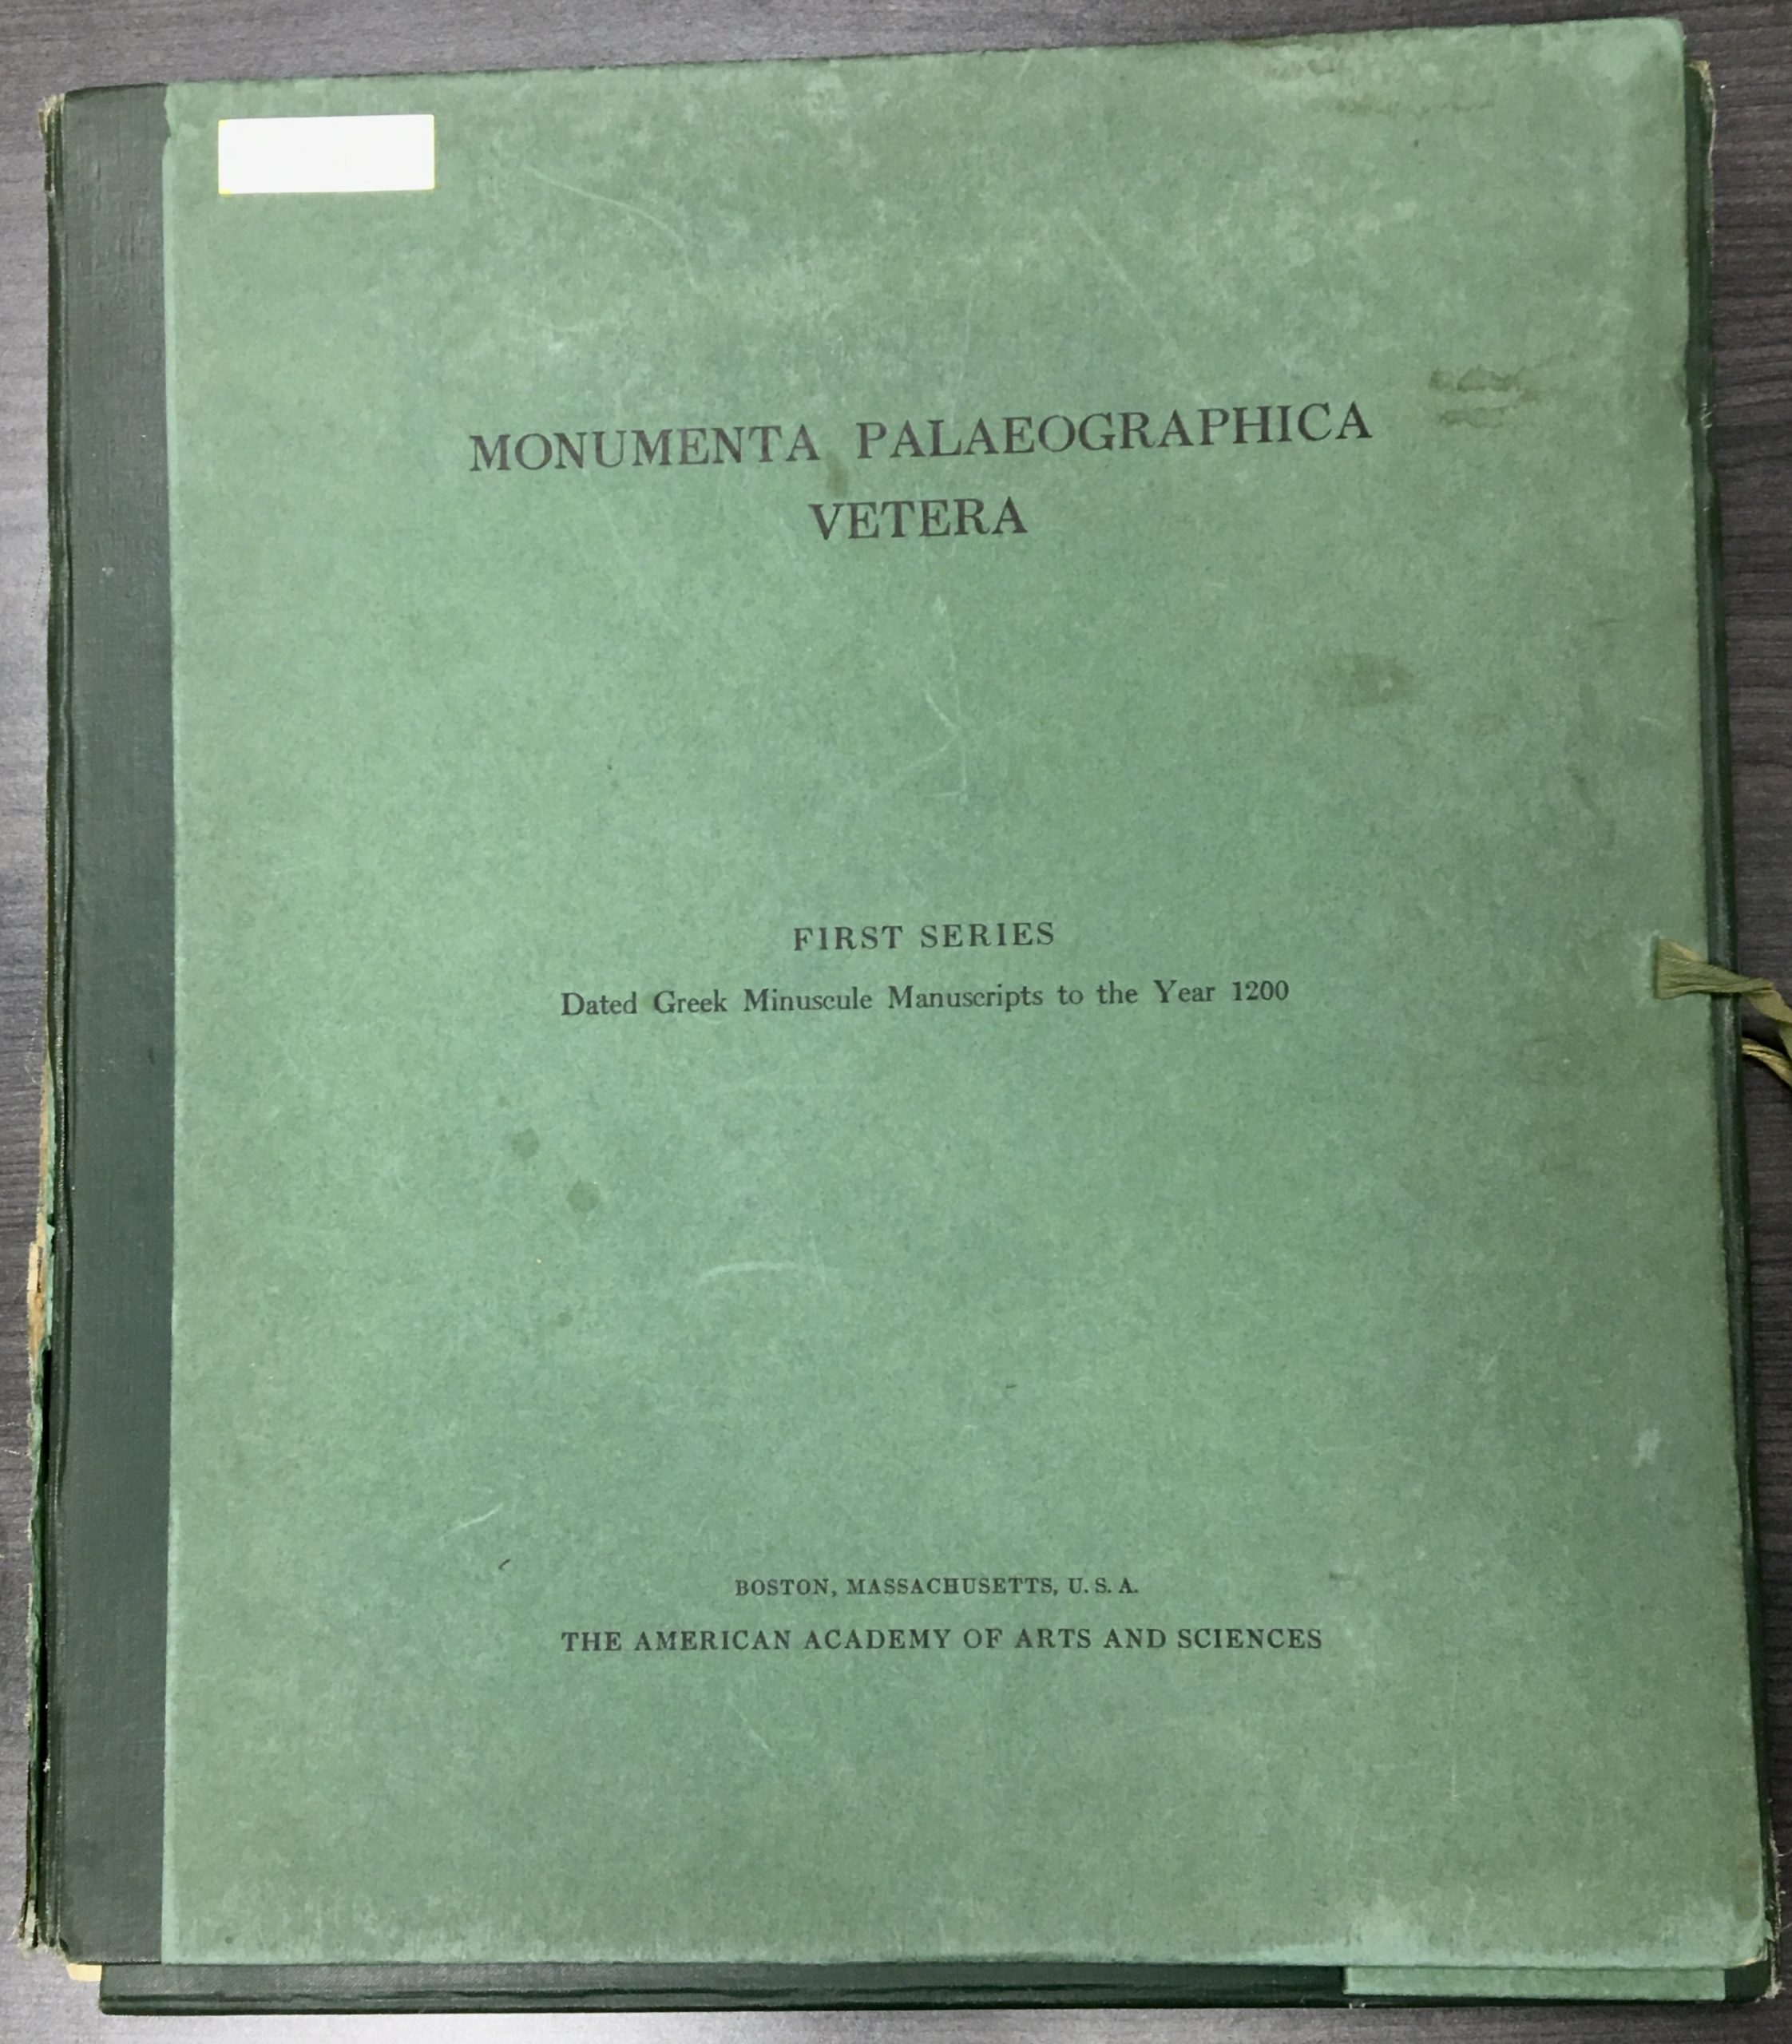 MONUMENTA PALAEOGRAPHICA
VETERA
FIRST SERIES
Dated Greek Minuscule Manuscripts to the Year 1200
BOSTON, MASSACHUSETTS, U. S. A.
THE AMERICAN ACADEMY OF ARTS AND SCIENCES